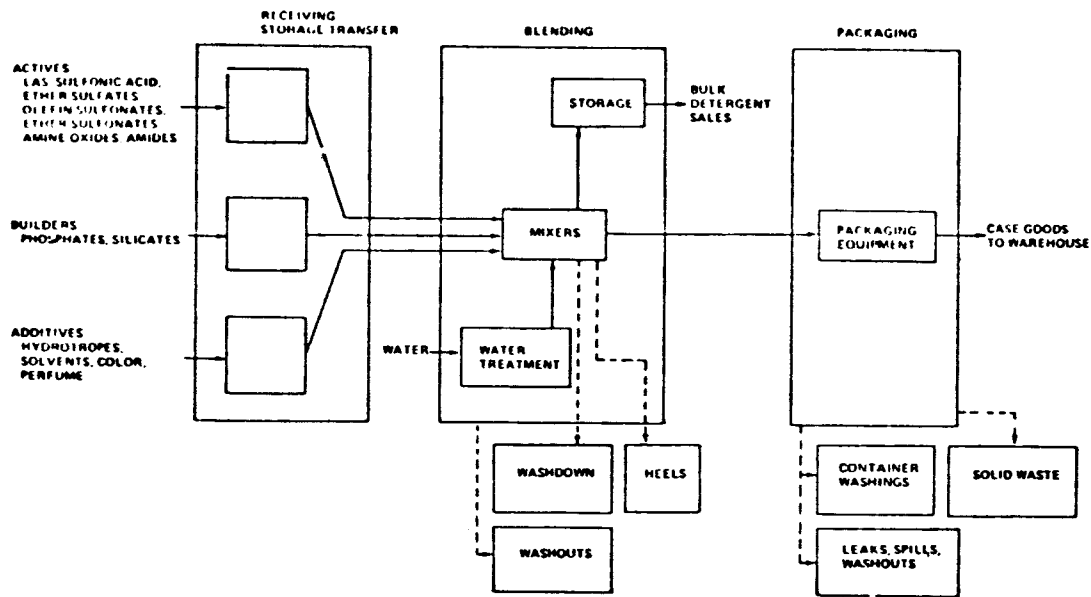 RECEIVING
STORAGE TRANSFER
BLENDING
PACKAGING
ACTIVES
LAS, SULFONIC ACID,
ETHER SULFATES
OLEFIN SULFONATES,
ETHER SULFONATES
AMINE OXIDES, AMIDES
BUILDERS
PHOSPHATES, SILICATES
ADDITIVES
HYDROTROPES,
SOLVENTS, COLOR,
PERFUME
STORAGE
BULK
DETERGENT
SALES
MIXERS
WATER
WATER
TREATMENT
PACKAGING
EQUIPMENT
CASE GOODS
TO WAREHOUSE
WASHDOWN
HEELS
WASHOUTS
CONTAINER
WASHINGS
SOLID WASTE
LEAKS, SPILLS,
WASHOUTS